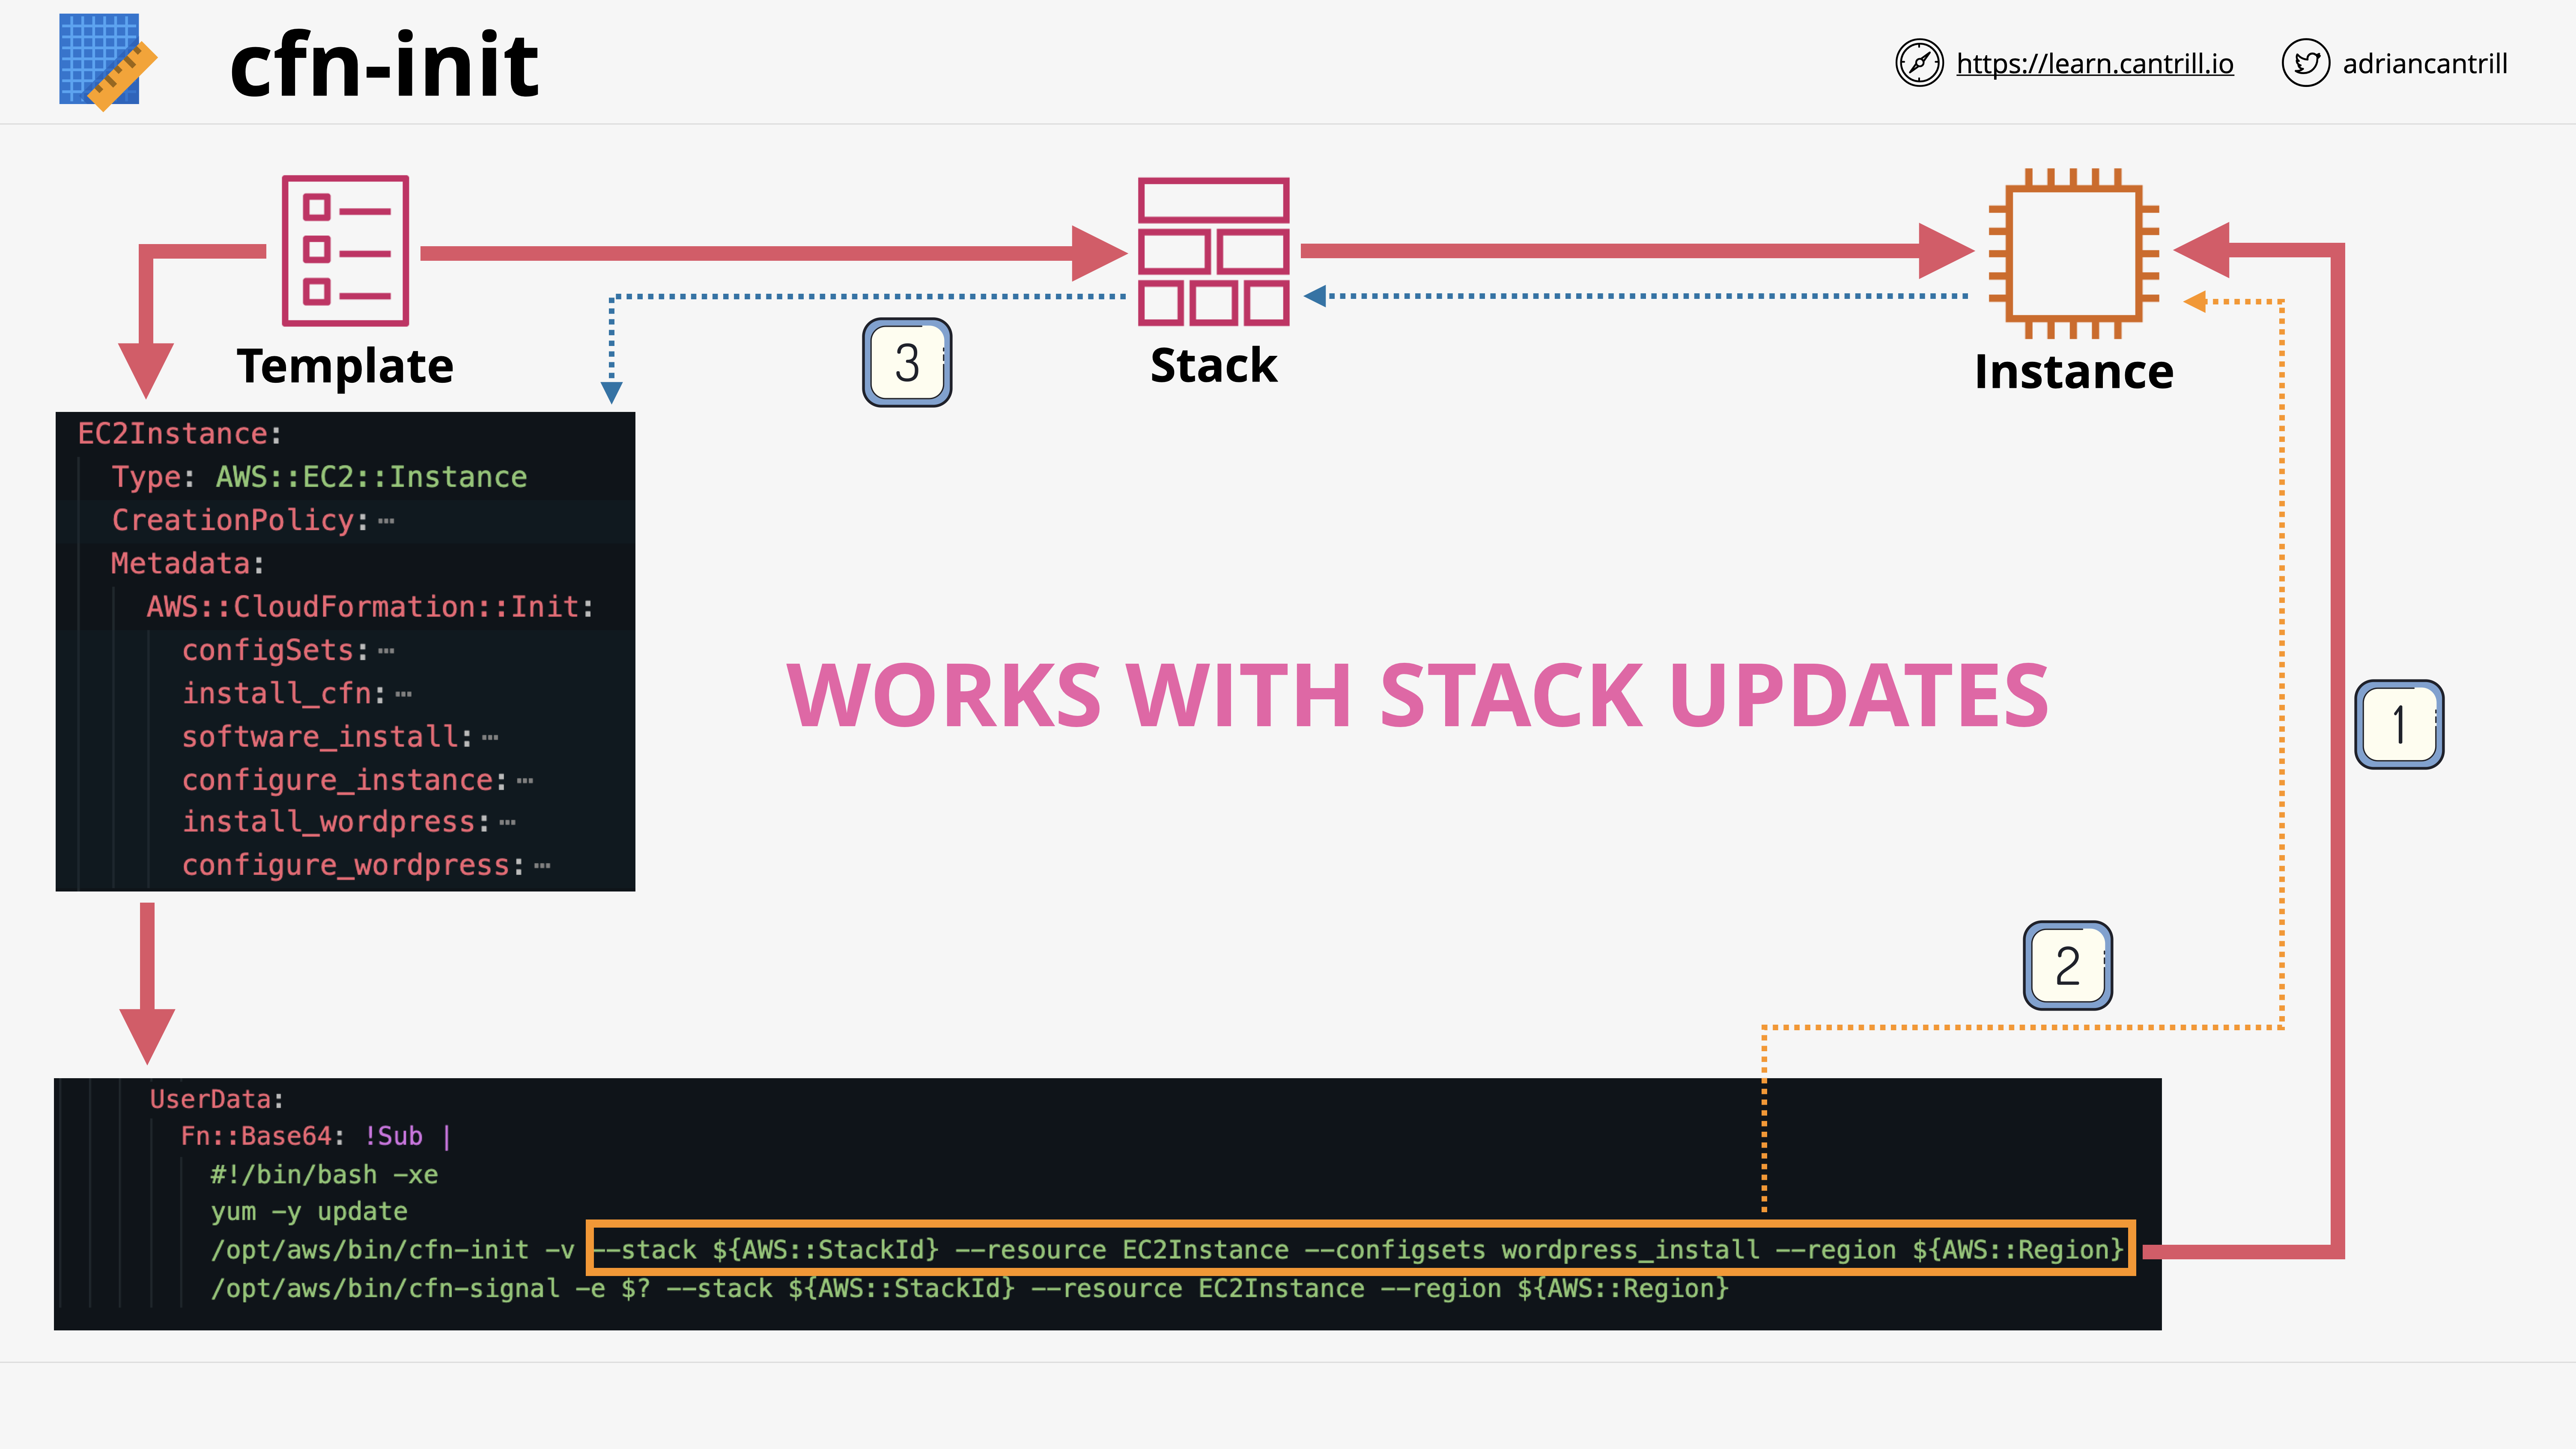 cfn-init
https://learn.cantrill.io
adriancantrill
Template
Stack
Instance
3
EC2Instance:
Type: AWS::EC2::Instance
CreationPolicy: ⋯
Metadata:
AWS::CloudFormation::Init:
configSets: ⋯
install_cfn: ⋯
software_install: ⋯
configure_instance: ⋯
install_wordpress: ⋯
configure_wordpress: ⋯
WORKS WITH STACK UPDATES
1
2
UserData:
Fn::Base64: !Sub |
#!/bin/bash -xe
yum -y update
/opt/aws/bin/cfn-init -v --stack ${AWS::StackId} --resource EC2Instance --configsets wordpress_install --region ${AWS::Region}
/opt/aws/bin/cfn-signal -e $? --stack ${AWS::StackId} --resource EC2Instance --region ${AWS::Region}